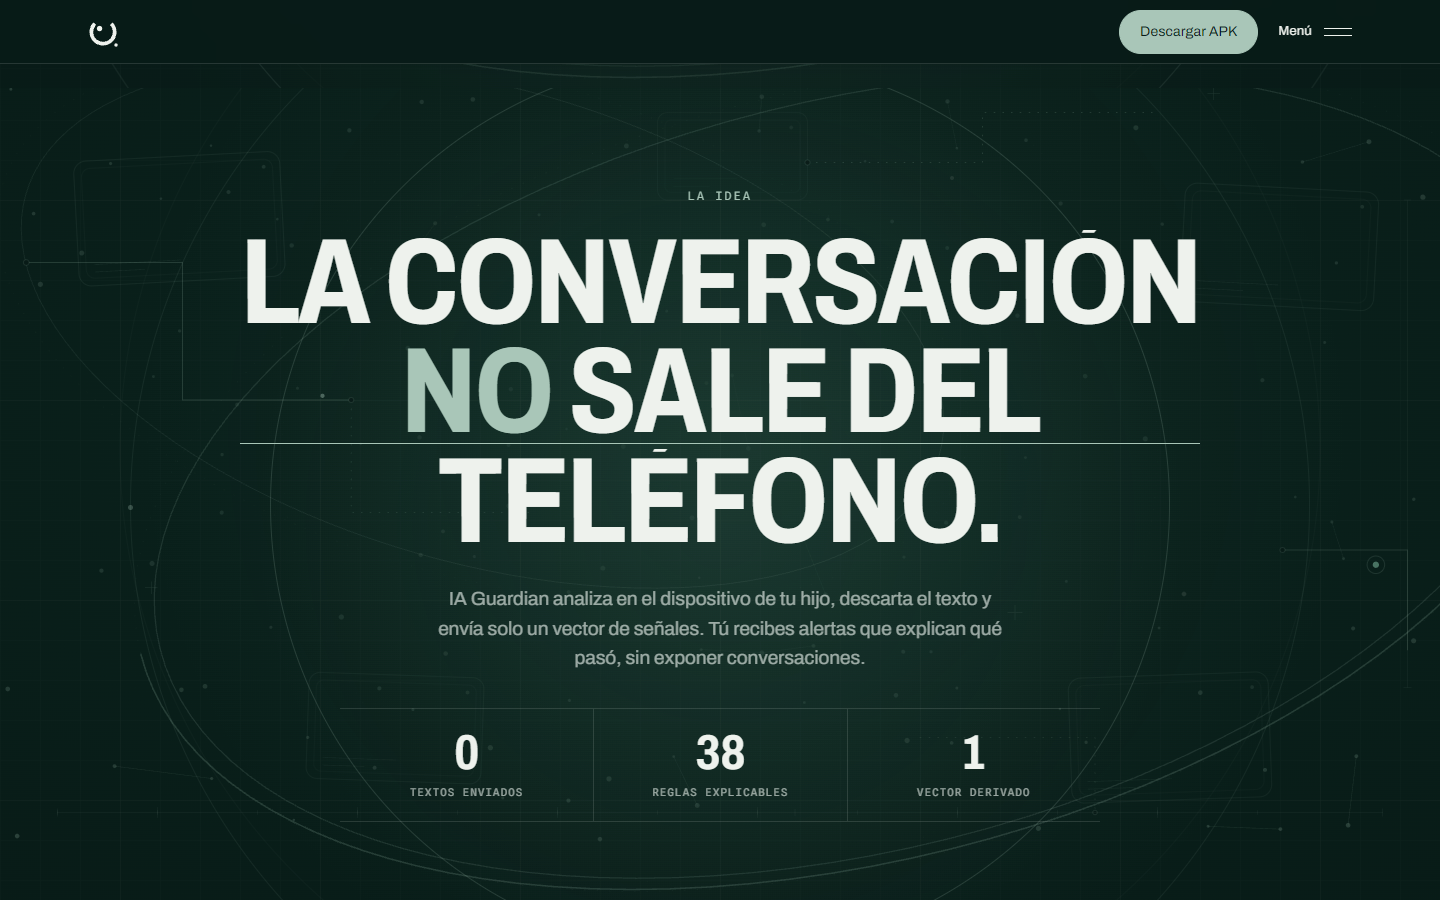 Descargar APK
Menú
LA IDEA
LA CONVERSACIÓN
NO SALE DEL
TELÉFONO.
IA Guardian analiza en el dispositivo de tu hijo, descarta el texto y
envía solo un vector de señales. Tú recibes alertas que explican qué
pasó, sin exponer conversaciones.
0
TEXTOS ENVIADOS
38
REGLAS EXPLICABLES
1
VECTOR DERIVADO